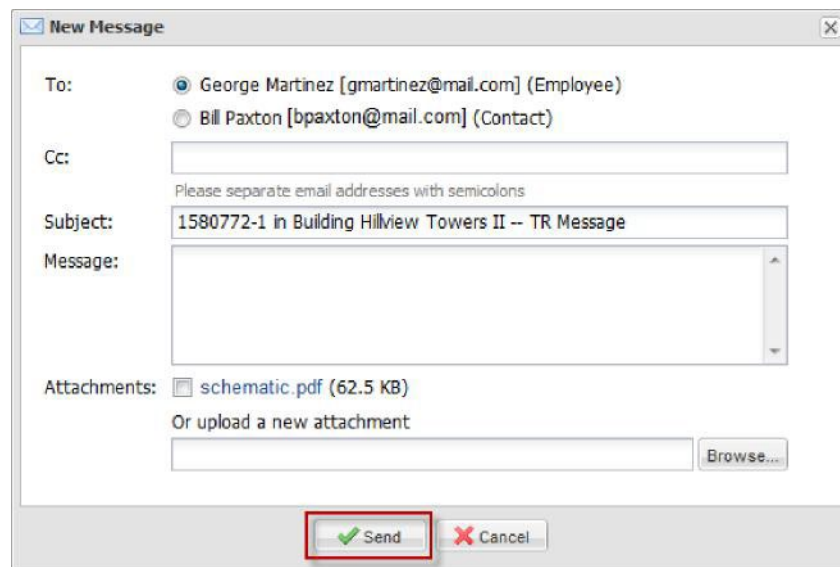 New Message
To:
George Martinez [gmartinez@mail.com] (Employee)
Bill Paxton [bpaxton@mail.com] (Contact)
Cc:
Please separate email addresses with semicolons
Subject: 1580772-1 in Building Hillview Towers II -- TR Message
Message:
Attachments: schematic.pdf (62.5 KB)
Or upload a new attachment
Browse...
Send Cancel